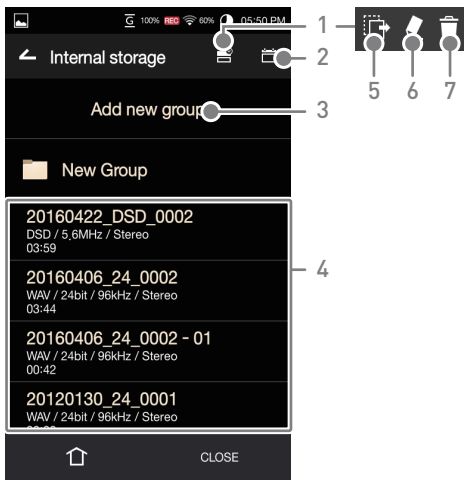 G 100% REC 60% 05:50 PM
Internal storage
Add new group
New Group
20160422_DSD_0002
DSD / 5,6MHz / Stereo
03:59
20160406_24_0002
WAV / 24bit / 96kHz / Stereo
03:44
20160406_24_0002 - 01
WAV / 24bit / 96kHz / Stereo
00:42
20120130_24_0001
WAV / 24bit / 96kHz / Stereo
CLOSE
1
2
3
4
5 6 7